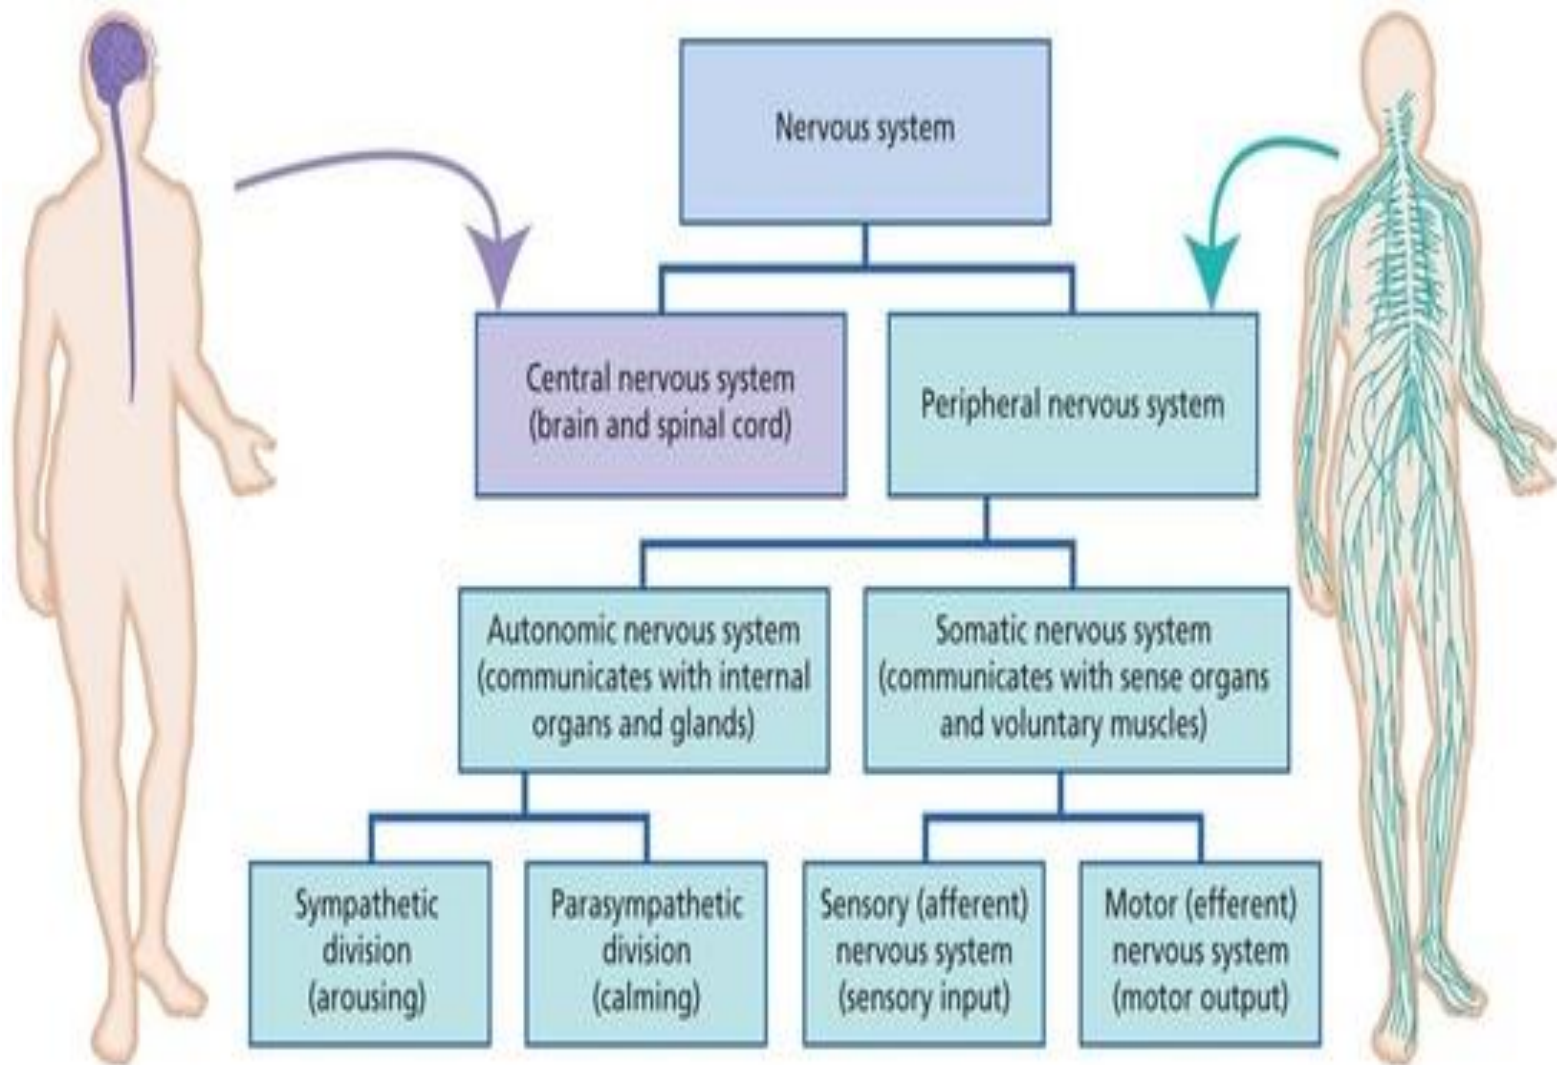 Nervous system
Central nervous system
(brain and spinal cord)
Peripheral nervous system
Autonomic nervous system
(communicates with internal
organs and glands)
Somatic nervous system
(communicates with sense organs
and voluntary muscles)
Sympathetic
division
(arousing)
Parasympathetic
division
(calming)
Sensory (afferent)
nervous system
(sensory input)
Motor (efferent)
nervous system
(motor output)